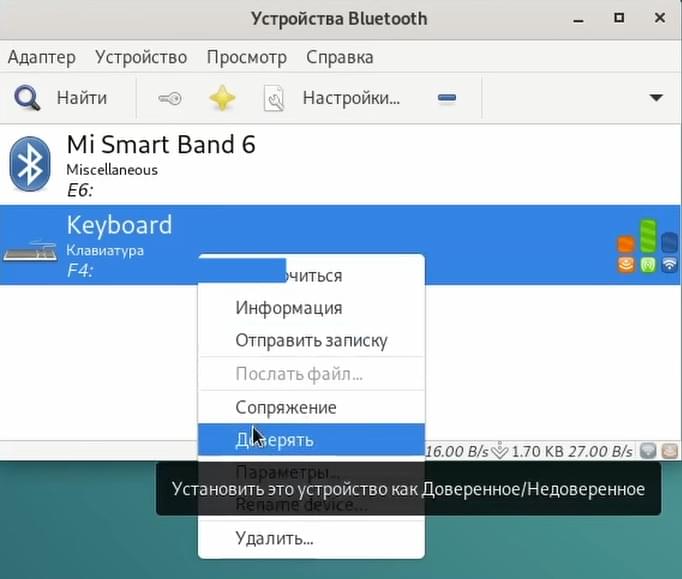 Устройства Bluetooth
Адаптер Устройство Просмотр Справка
Найти Настройки...
Mi Smart Band 6
Miscellaneous
E6:
Keyboard
Клавиатура
F4:
Информация
Отправить записку
Послать файл...
Сопряжение
Доверять
16.00 B/s 1.70 KB 27.00 B/s
Параметры...
Установить это устройство как Доверенное/Недоверенное
Rename device...
Удалить...